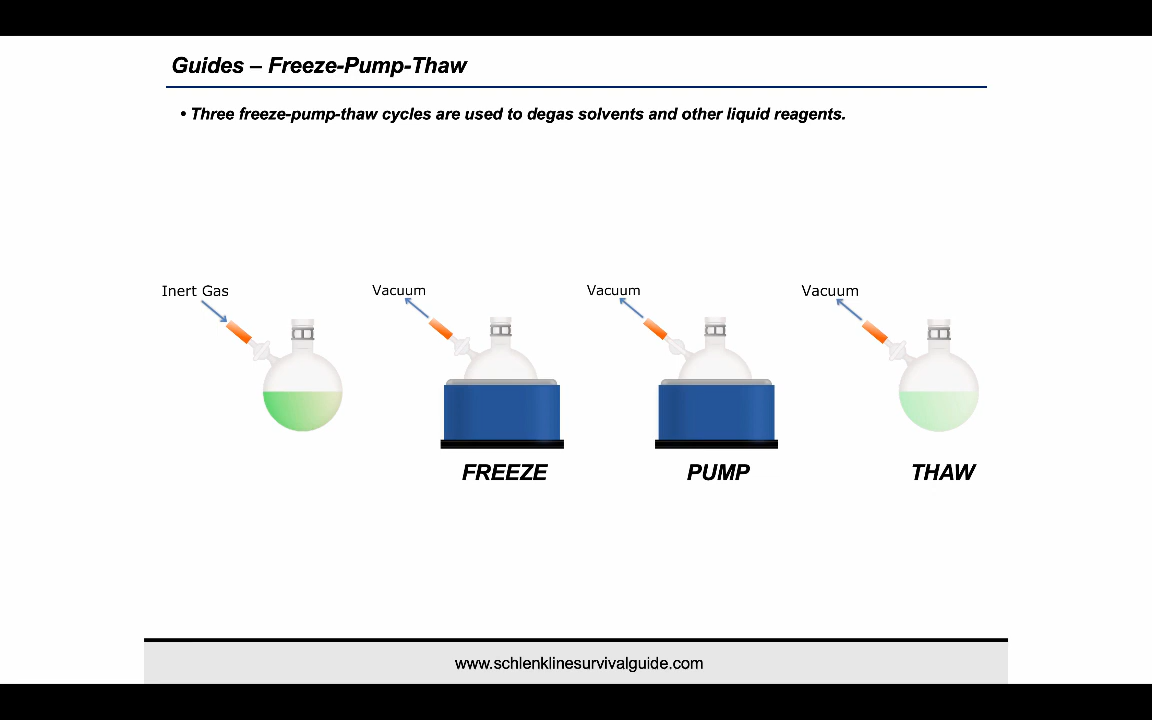 Guides – Freeze-Pump-Thaw
• Three freeze-pump-thaw cycles are used to degas solvents and other liquid reagents.
Inert Gas
Vacuum
Vacuum
Vacuum
FREEZE
PUMP
THAW
www.schlenklinesurvivalguide.com